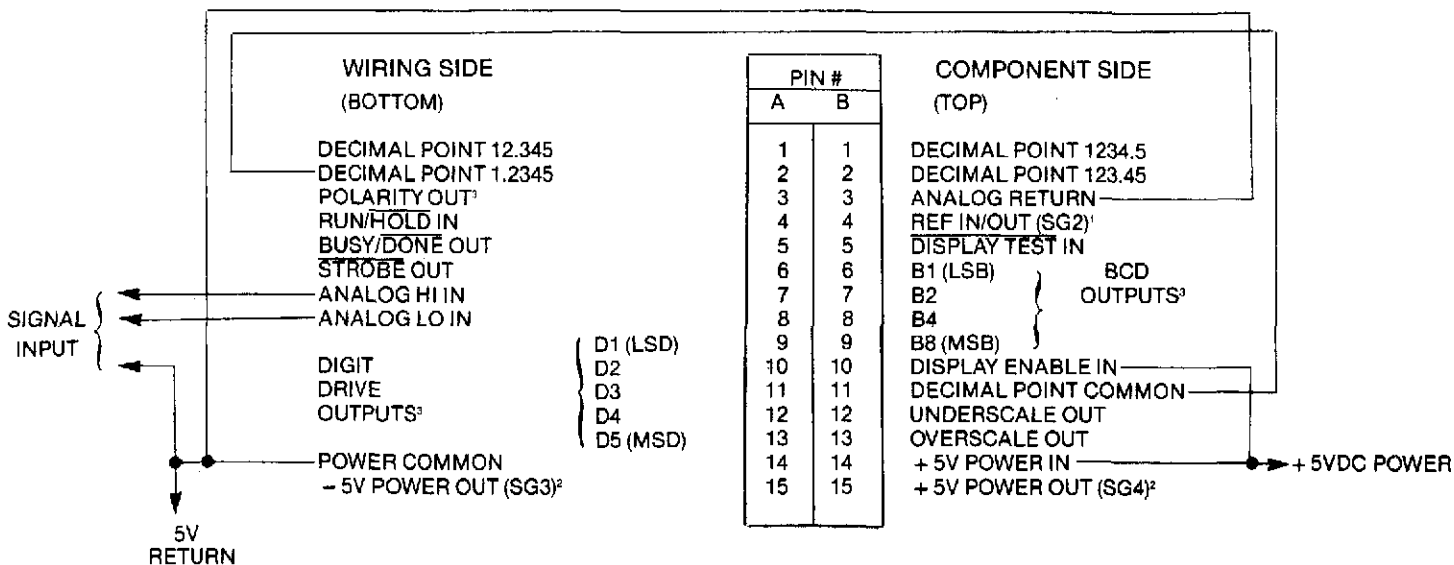 WIRING SIDE
(BOTTOM)
PIN #
A B
COMPONENT SIDE
(TOP)
DECIMAL POINT 12.345 1 1 DECIMAL POINT 1234.5
DECIMAL POINT 1.2345 2 2 DECIMAL POINT 123.45
POLARITY OUT³ 3 3 ANALOG RETURN
RUN/HOLD IN 4 4 REF IN/OUT (SG2)¹
BUSY/DONE OUT 5 5 DISPLAY TEST IN
STROBE OUT 6 6 B1 (LSB) BCD
ANALOG HI IN 7 7 B2 OUTPUTS³
SIGNAL INPUT
ANALOG LO IN 8 8 B4
D1 (LSD) 9 9 B8 (MSB)
DIGIT D2 10 10 DISPLAY ENABLE IN
DRIVE D3 11 11 DECIMAL POINT COMMON
OUTPUTS³ D4 12 12 UNDERSCALE OUT
D5 (MSD) 13 13 OVERSCALE OUT
POWER COMMON 14 14 + 5V POWER IN + 5VDC POWER
– 5V POWER OUT (SG3)² 15 15 + 5V POWER OUT (SG4)²
5V
RETURN